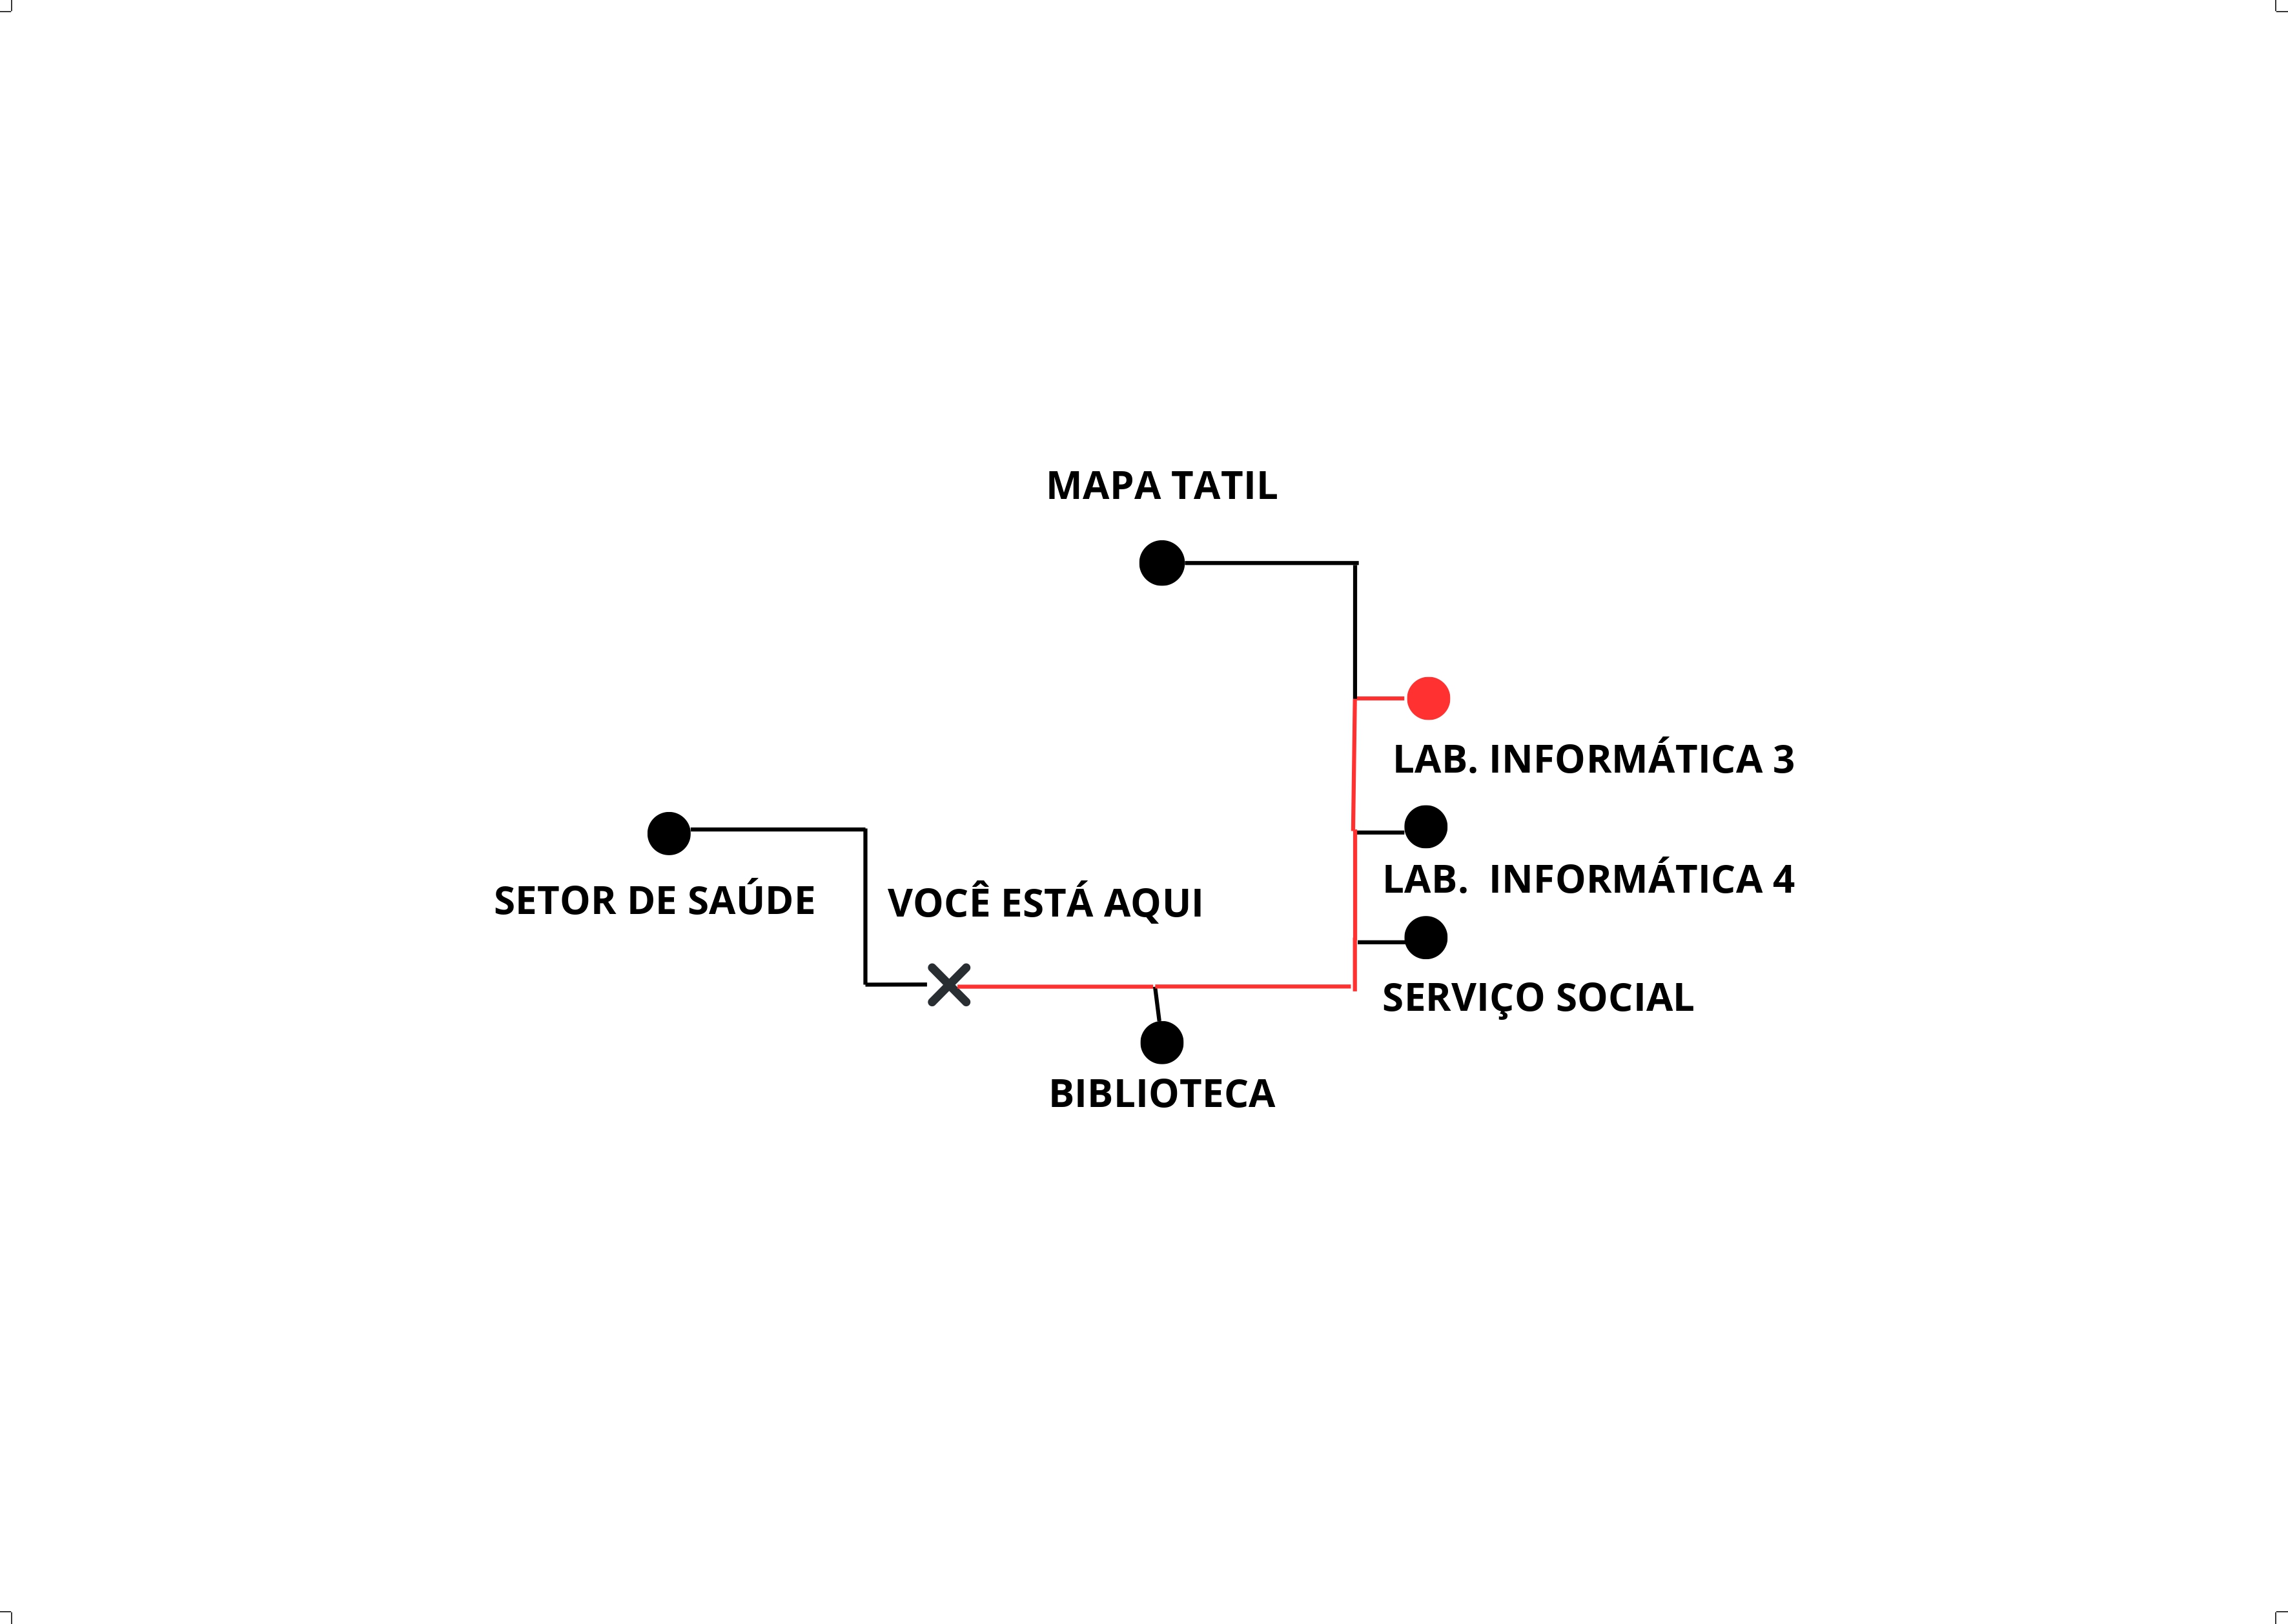 MAPA TATIL
LAB. INFORMÁTICA 3
LAB. INFORMÁTICA 4
SETOR DE SAÚDE
VOCÊ ESTÁ AQUI
SERVIÇO SOCIAL
BIBLIOTECA